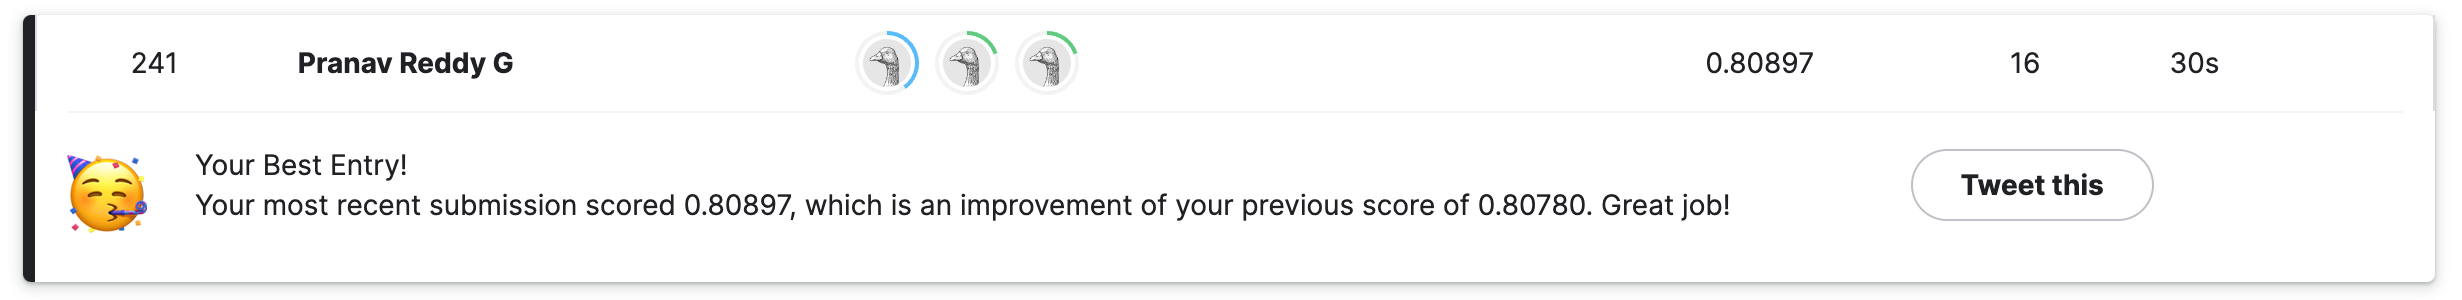 241 Pranav Reddy G 0.80897 16 30s
Your Best Entry!
Your most recent submission scored 0.80897, which is an improvement of your previous score of 0.80780. Great job!
Tweet this